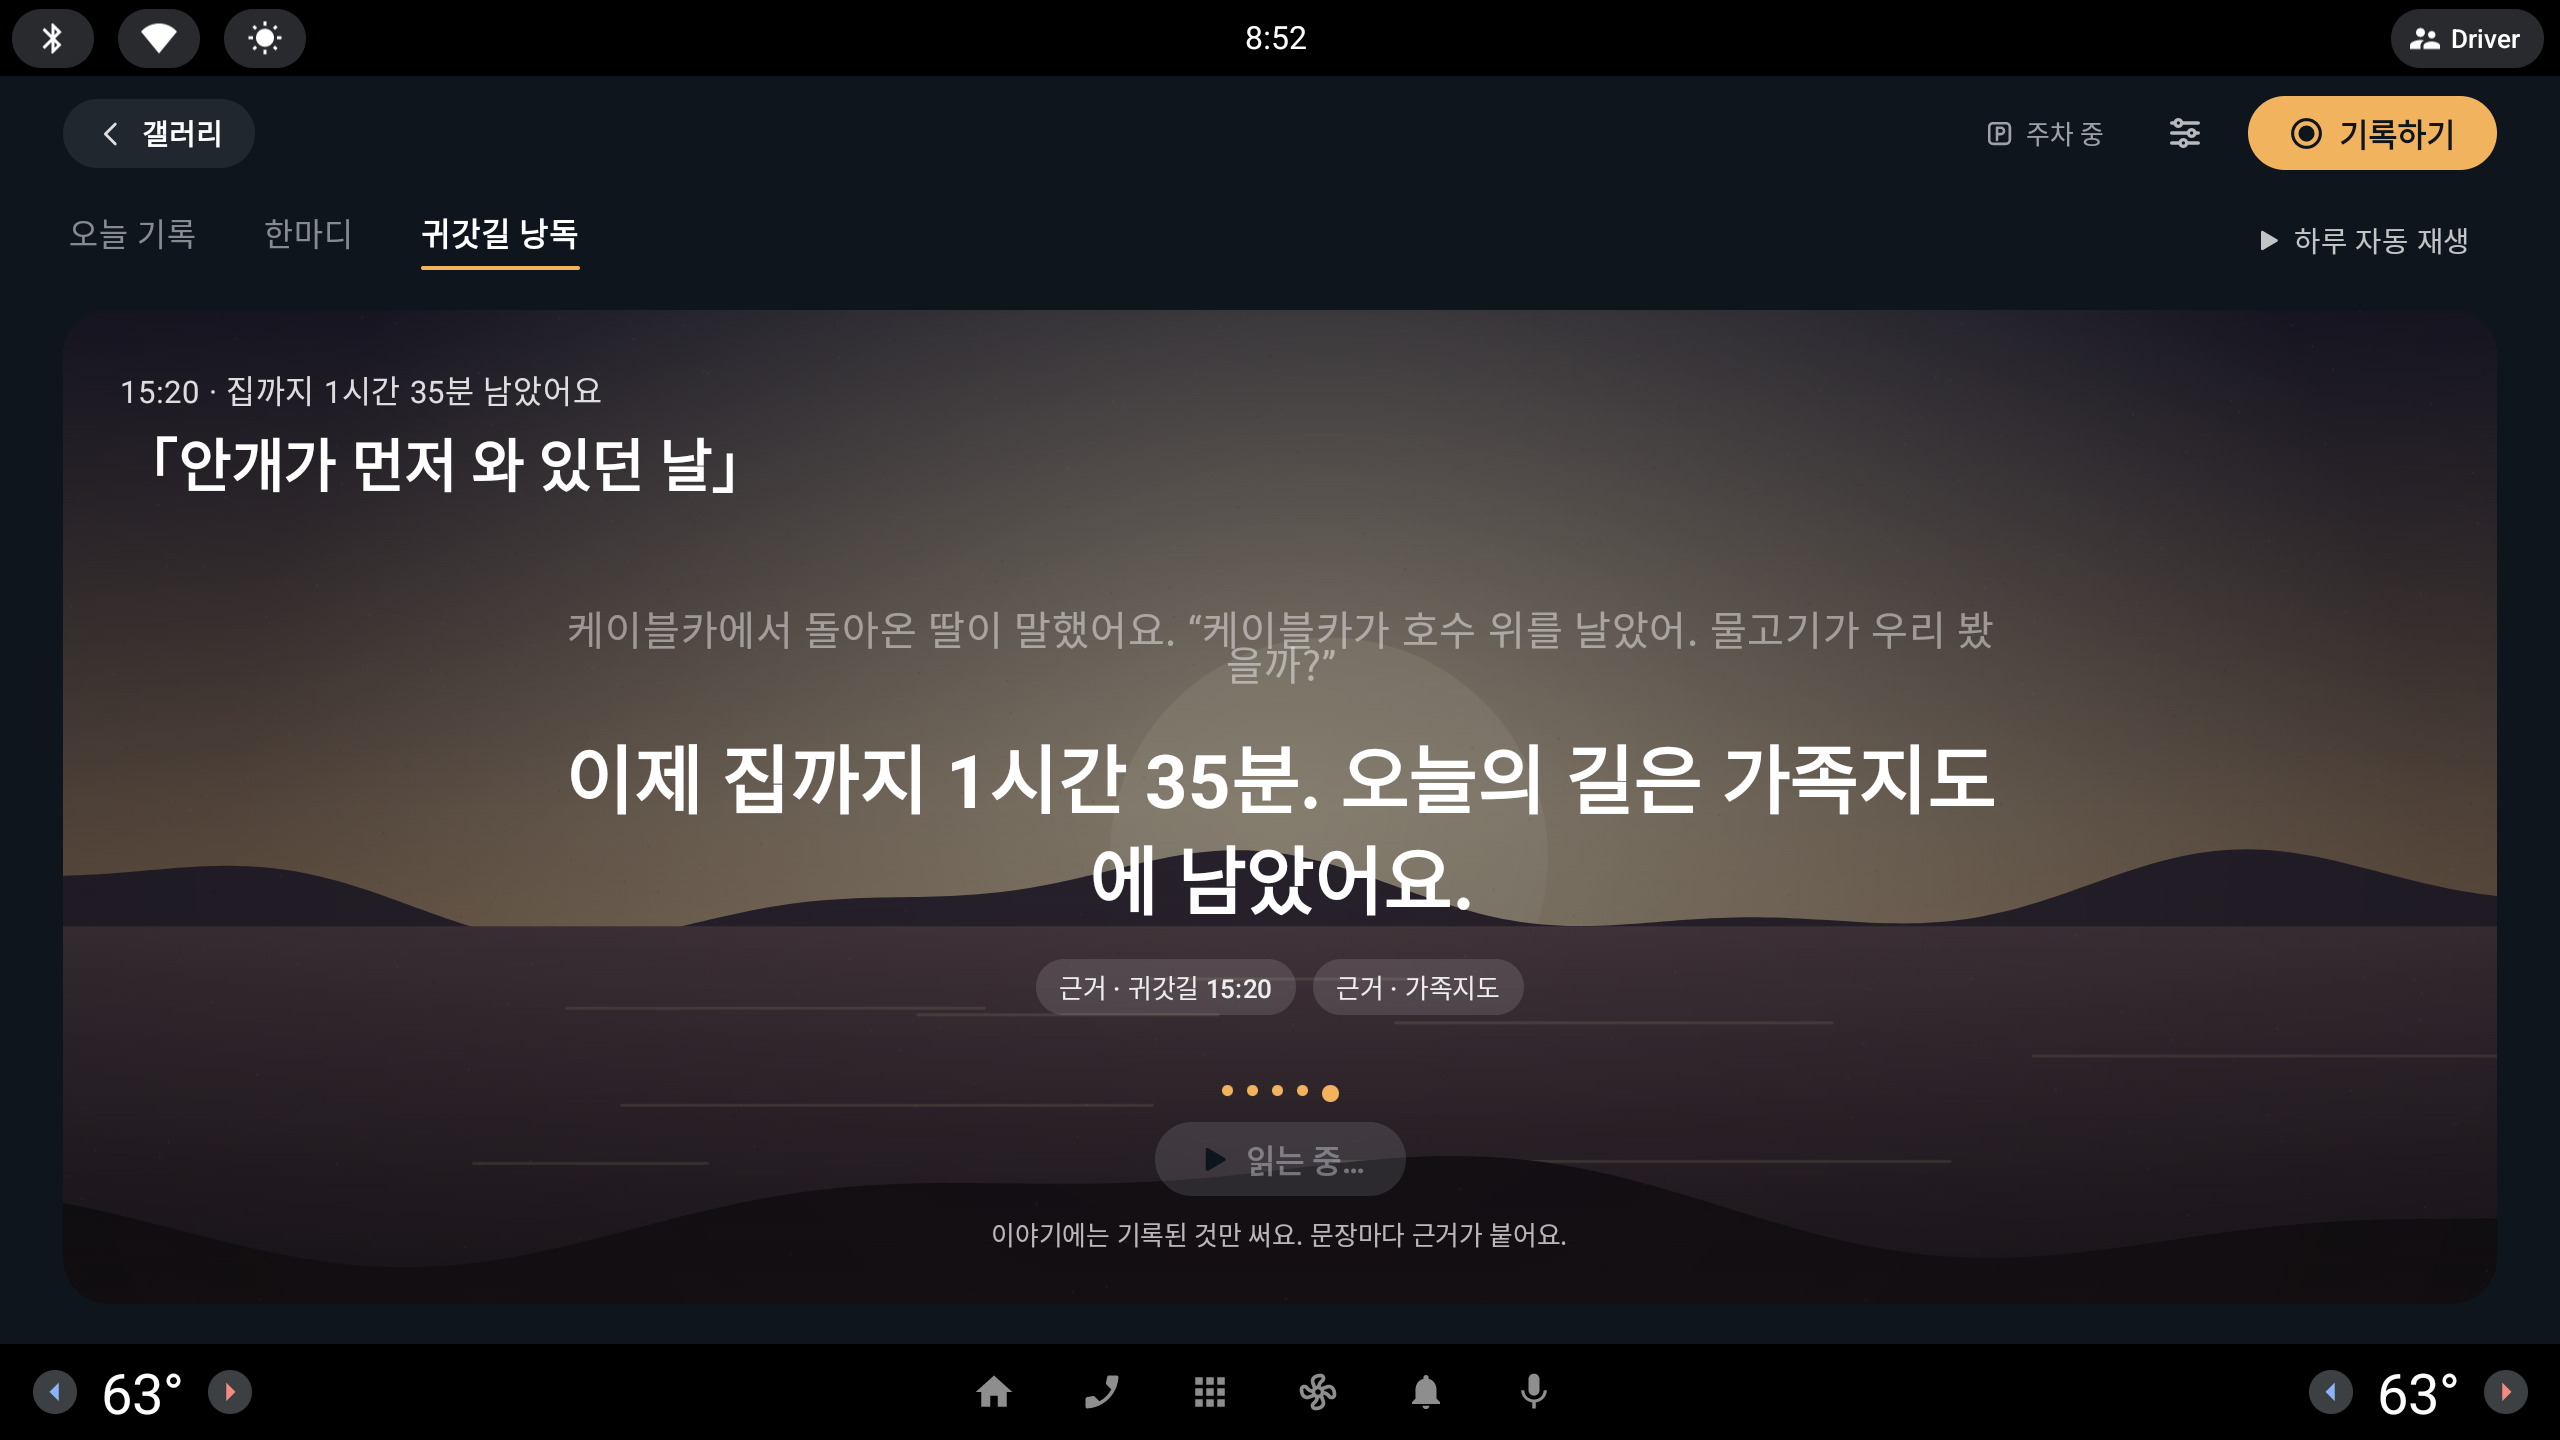 8:52
Driver
갤러리
주차 중
기록하기
오늘 기록
한마디
귀갓길 낭독
하루 자동 재생
15:20 · 집까지 1시간 35분 남았어요
「안개가 먼저 와 있던 날」
케이블카에서 돌아온 딸이 말했어요. “케이블카가 호수 위를 날았어. 물고기가 우리 봤
을까?”
이제 집까지 1시간 35분. 오늘의 길은 가족지도
에 남았어요.
근거 · 귀갓길 15:20
근거 · 가족지도
읽는 중...
이야기에는 기록된 것만 써요. 문장마다 근거가 붙어요.
63°
63°